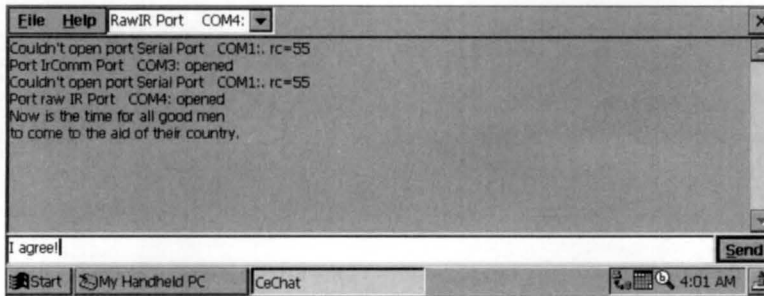 File Help RawIR Port COM4:
Couldn't open port Serial Port COM1:. rc=55
Port IrComm Port COM3: opened
Couldn't open port Serial Port COM1:. rc=55
Port raw IR Port COM4: opened
Now is the time for all good men
to come to the aid of their country.
I agree! Send
Start My Handheld PC CeChat 4:01 AM